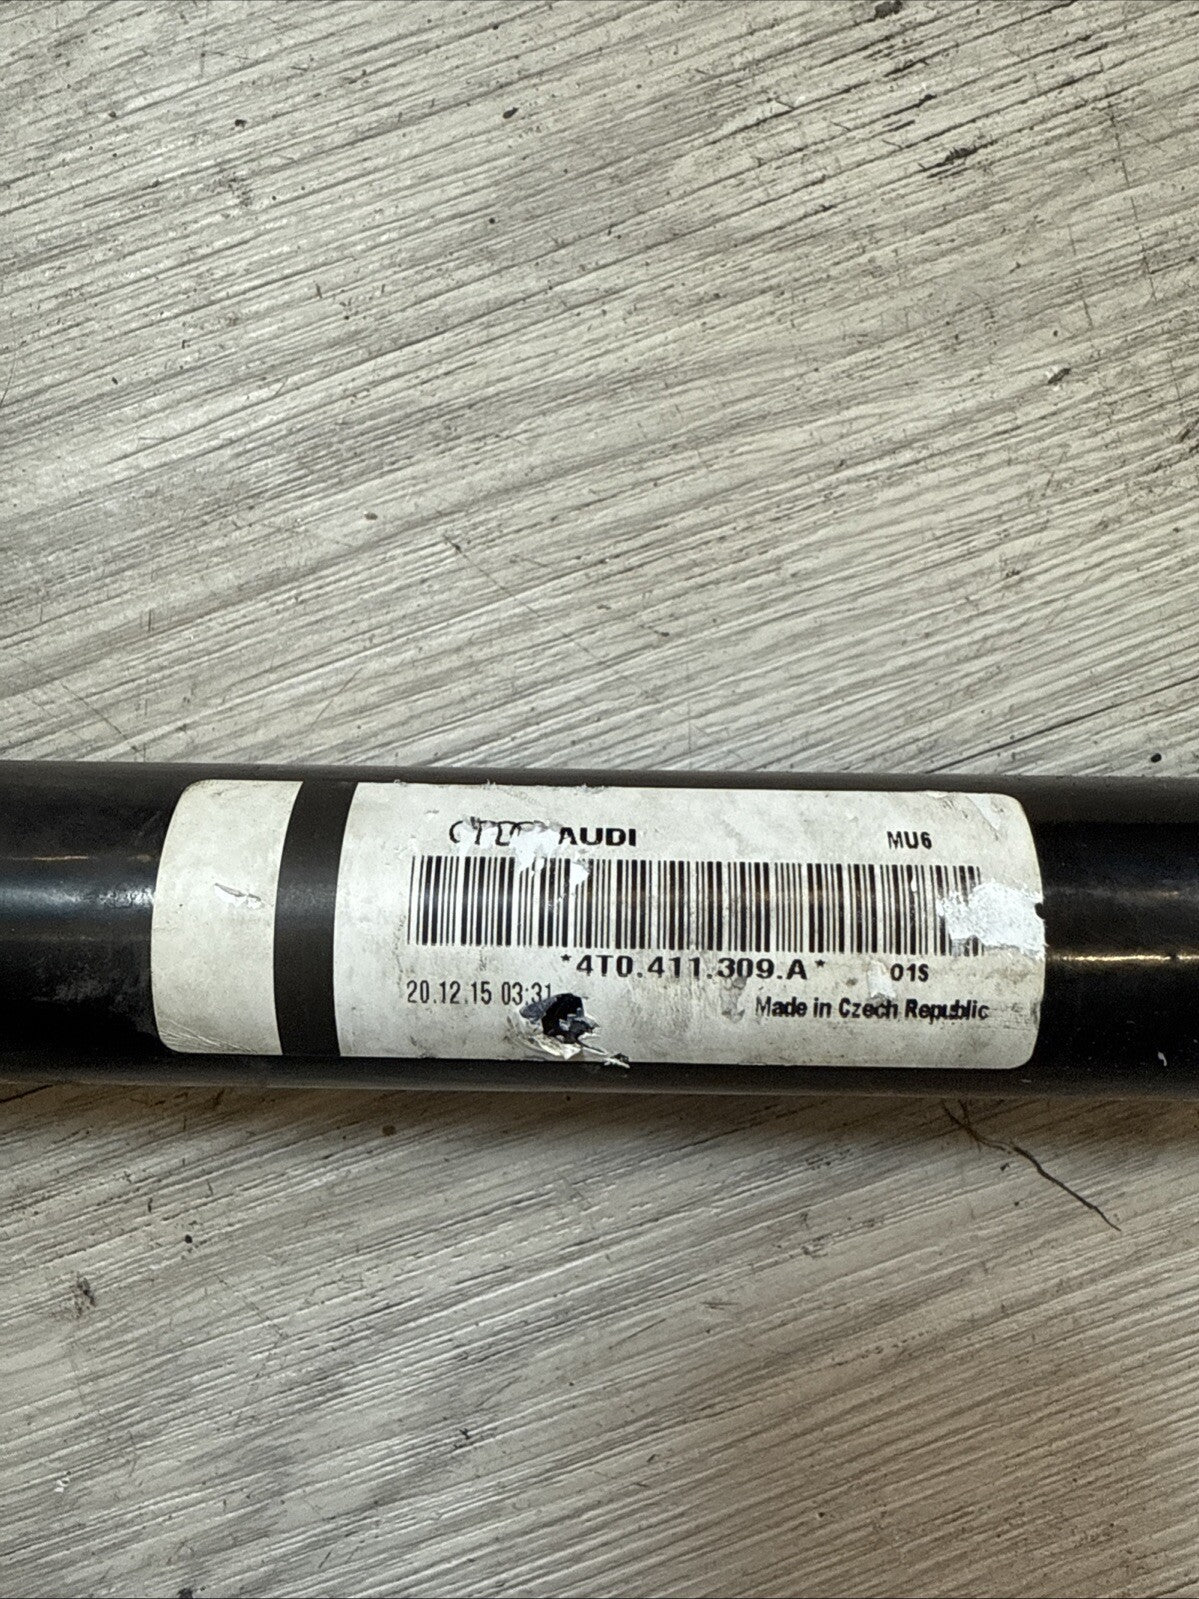 AUDI MU6
*4T0.411.309.A* 01S
20.12.15 03:31
Made in Czech Republic